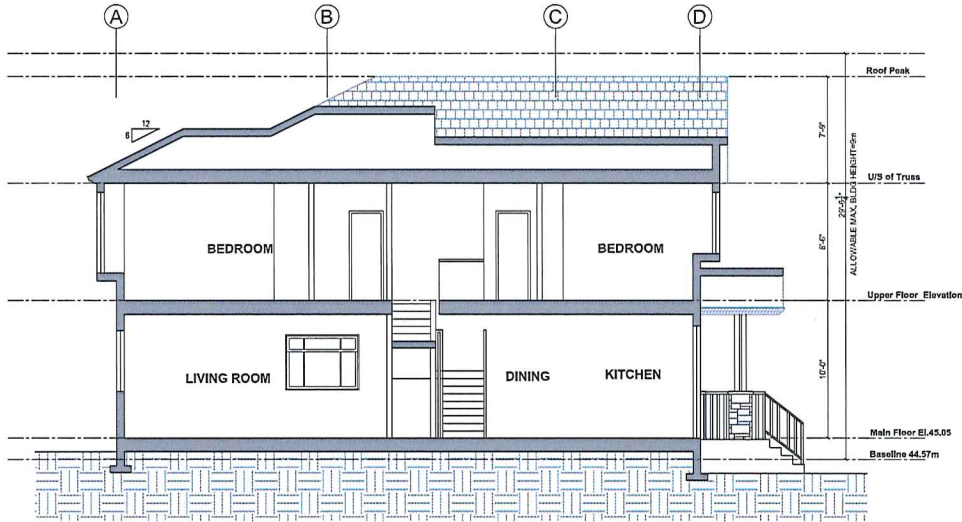 A
B
C
D
Roof Peak
12
6
7'-9"
U/S of Truss
ALLOWABLE MAX. BLDG HEIGHT=9m
BEDROOM
BEDROOM
8'-6"
Upper Floor Elevation
LIVING ROOM
DINING
KITCHEN
10'-0"
Main Floor El.45.05
Baseline 44.57m